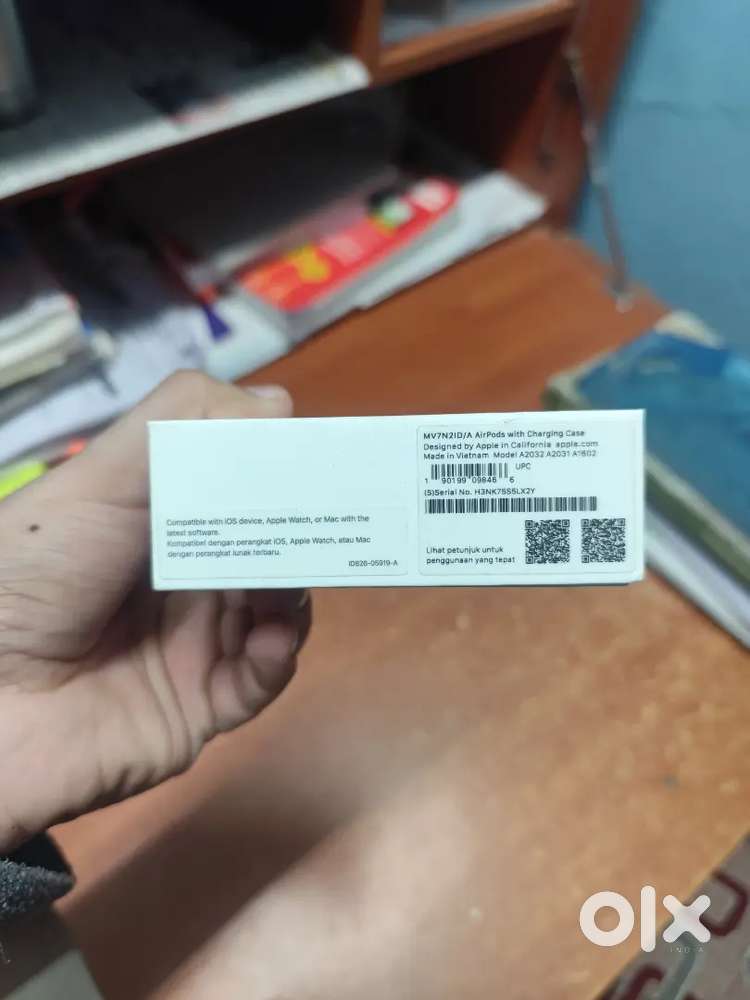 Compatible with iOS device, Apple Watch, or Mac with the
latest software.
Kompatibel dengan perangkat iOS, Apple Watch, atau Mac
dengan perangkat lunak terbaru.
ID826-05919-A
MV7N2ID/A AirPods with Charging Case
Designed by Apple in California apple.com
Made in Vietnam Model A2032 A2031 A1602
UPC
1 90199 09846 6
(S)Serial No. H3NK75S5LX2Y
Lihat petunjuk untuk
penggunaan yang tepat
olx
INDIA